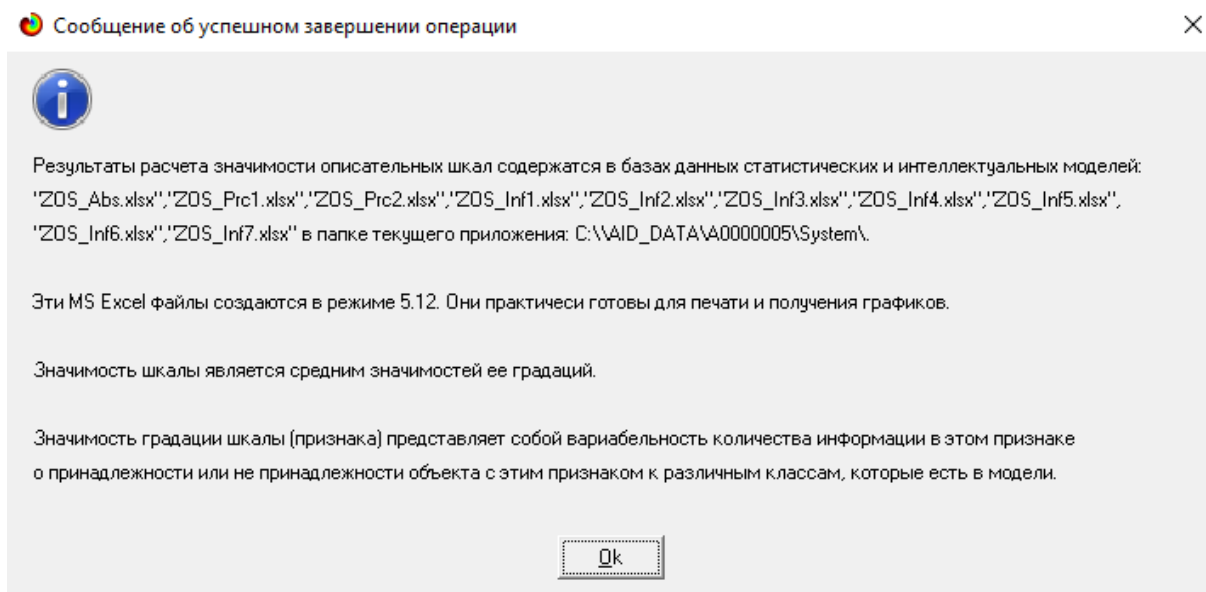 Сообщение об успешном завершении операции
Результаты расчета значимости описательных шкал содержатся в базах данных статистических и интеллектуальных моделей:
"ZOS_Abs.xlsx","ZOS_Prc1.xlsx","ZOS_Prc2.xlsx","ZOS_Inf1.xlsx","ZOS_Inf2.xlsx","ZOS_Inf3.xlsx","ZOS_Inf4.xlsx","ZOS_Inf5.xlsx",
"ZOS_Inf6.xlsx","ZOS_Inf7.xlsx" в папке текущего приложения: C:\\AID_DATA\A0000005\System\.
Эти MS Excel файлы создаются в режиме 5.12. Они практичеси готовы для печати и получения графиков.
Значимость шкалы является средним значимостей ее градаций.
Значимость градации шкалы (признака) представляет собой вариабельность количества информации в этом признаке
о принадлежности или не принадлежности объекта с этим признаком к различным классам, которые есть в модели.
Ok